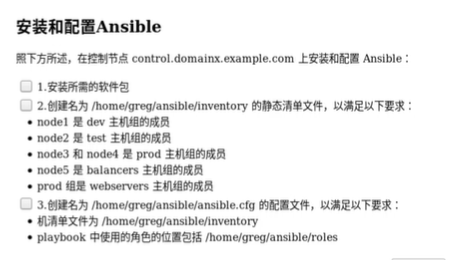 安装和配置Ansible
照下方所述，在控制节点 control.domainx.example.com 上安装和配置 Ansible：
1.安装所需的软件包
2.创建名为 /home/greg/ansible/inventory 的静态清单文件，以满足以下要求：
• node1 是 dev 主机组的成员
• node2 是 test 主机组的成员
• node3 和 node4 是 prod 主机组的成员
• node5 是 balancers 主机组的成员
• prod 组是 webservers 主机组的成员
3.创建名为 /home/greg/ansible/ansible.cfg 的配置文件，以满足以下要求：
• 机清单文件为 /home/greg/ansible/inventory
• playbook 中使用的角色的位置包括 /home/greg/ansible/roles